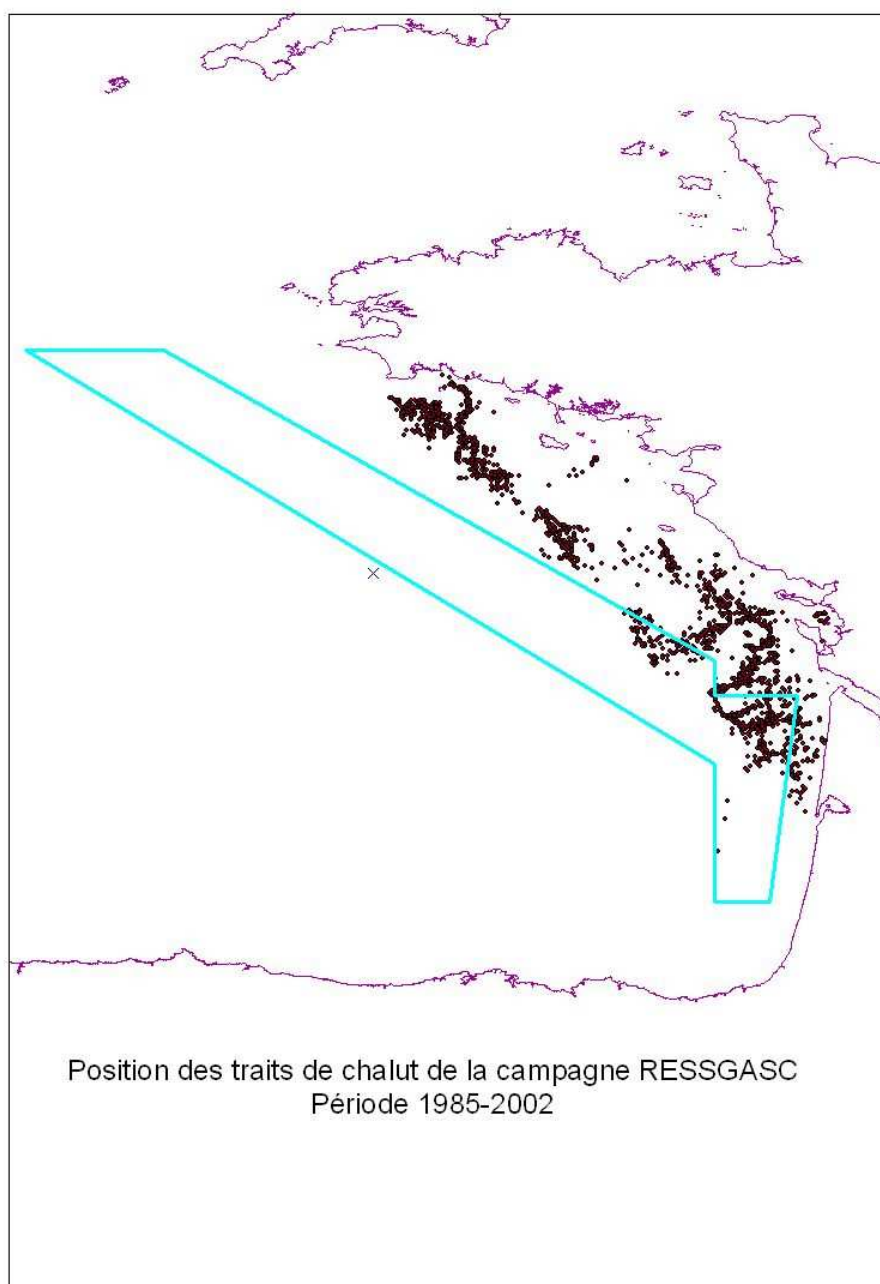 Position des traits de chalut de la campagne RESSGASC
Période 1985-2002